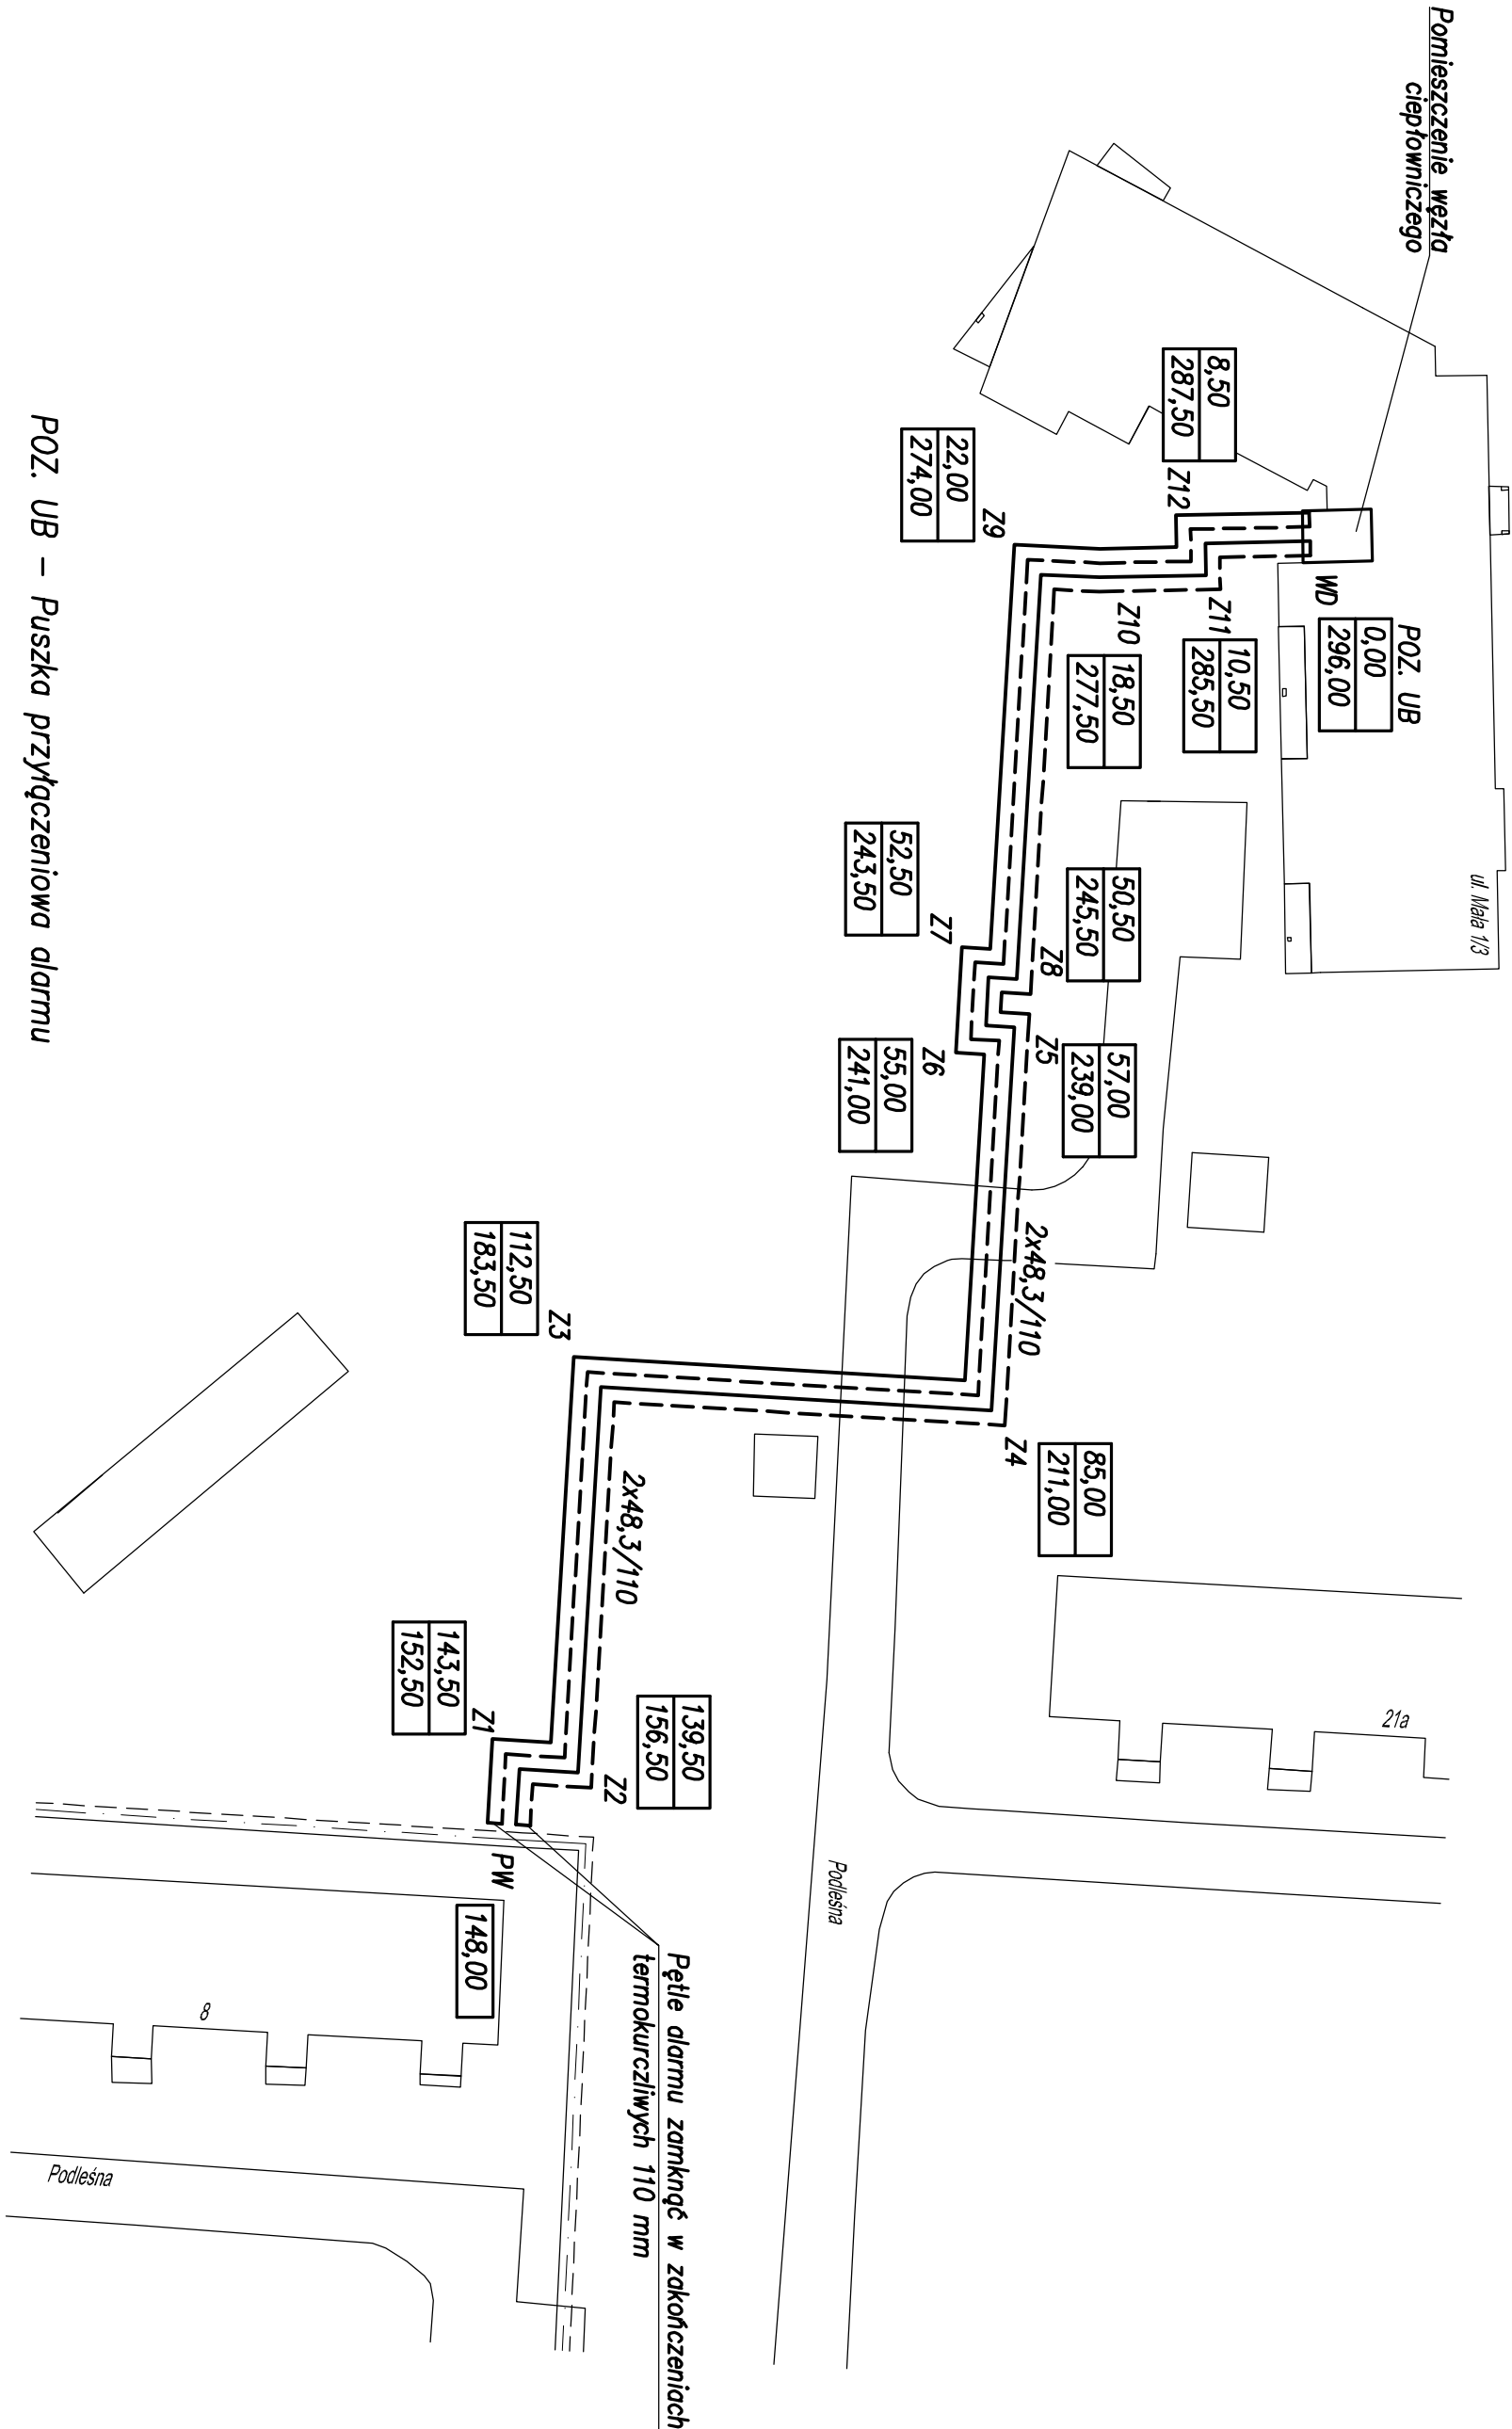 Pomieszczenie węzła
ciepłowniczego
POZ. UB
0,00
296,00
WD
ul. Mała 1/3
8,50
287,50
Z12
Z11
10,50
285,50
Z10
18,50
277,50
22,00
274,00
Z9
50,50
245,50
Z8
52,50
243,50
Z7
57,00
239,00
Z5
Z6
55,00
241,00
2x48,3/110
Z4
85,00
211,00
112,50
183,50
Z3
2x48,3/110
21a
139,50
156,50
Z2
143,50
152,50
Z1
PW
148,00
Podleśna
8
Podleśna
Pętle alarmu zamknąć w zakończeniach
termokurczliwych 110 mm
POZ. UB – Puszka przyłączeniowa alarmu